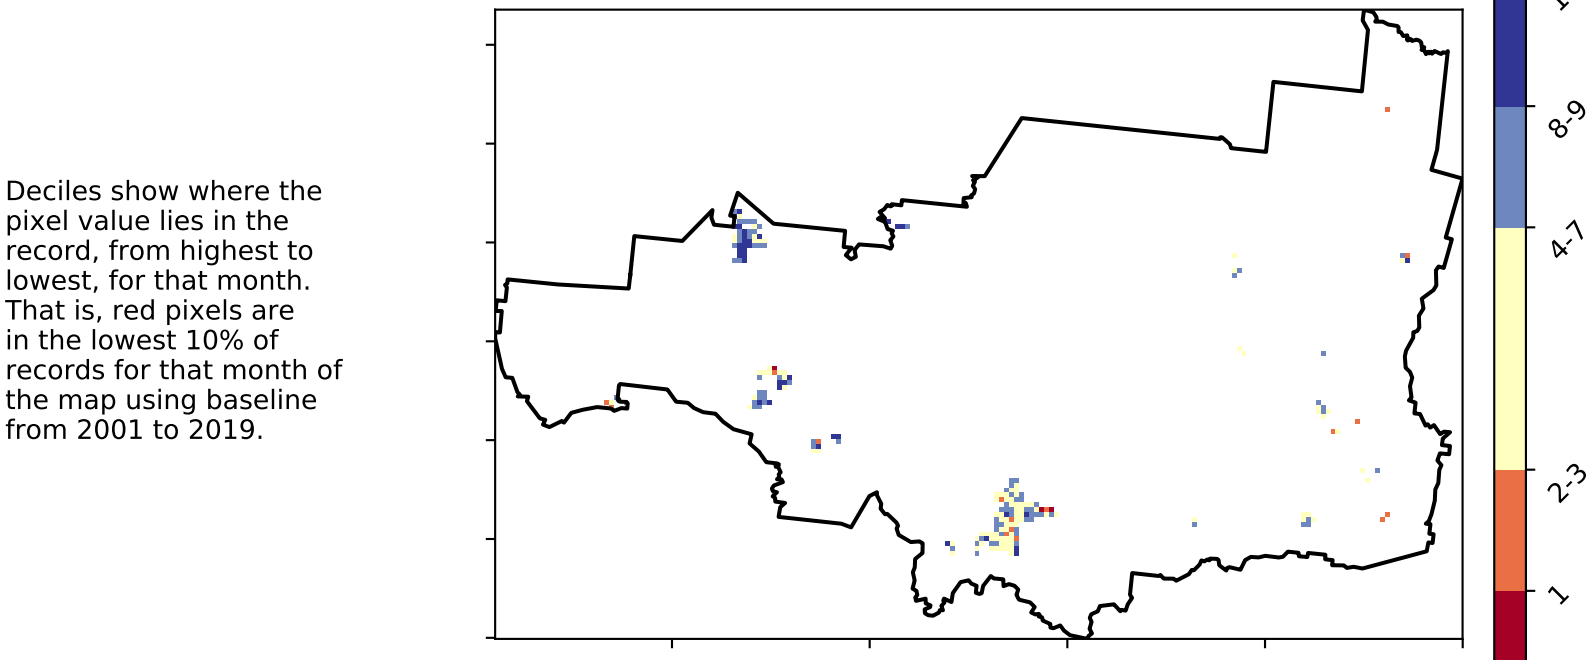 Deciles show where the
pixel value lies in the
record, from highest to
lowest, for that month.
That is, red pixels are
in the lowest 10% of
records for that month of
the map using baseline
from 2001 to 2019.
8-9
4-7
2-3
1